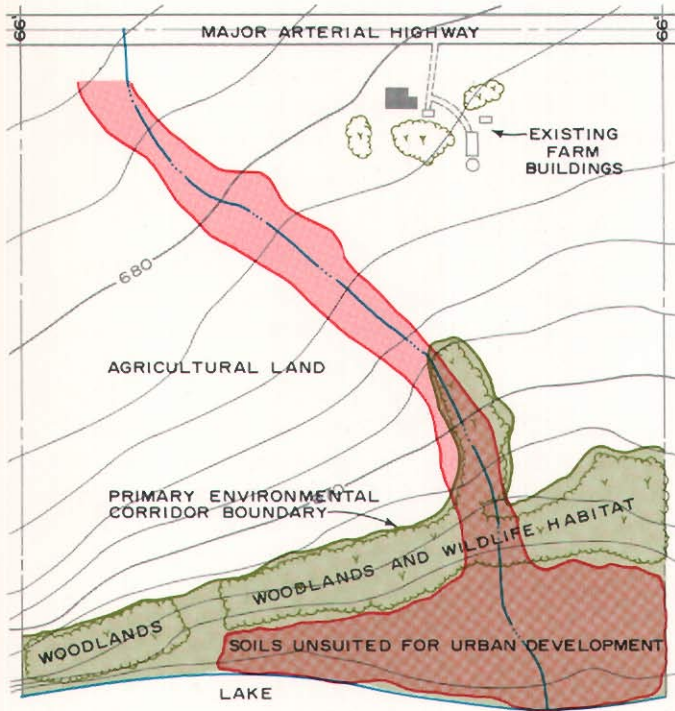 66'
MAJOR ARTERIAL HIGHWAY
66'
EXISTING
FARM
BUILDINGS
680
AGRICULTURAL LAND
PRIMARY ENVIRONMENTAL
CORRIDOR BOUNDARY
WOODLANDS AND WILDLIFE HABITAT
WOODLANDS
SOILS UNSUITED FOR URBAN DEVELOPMENT
LAKE